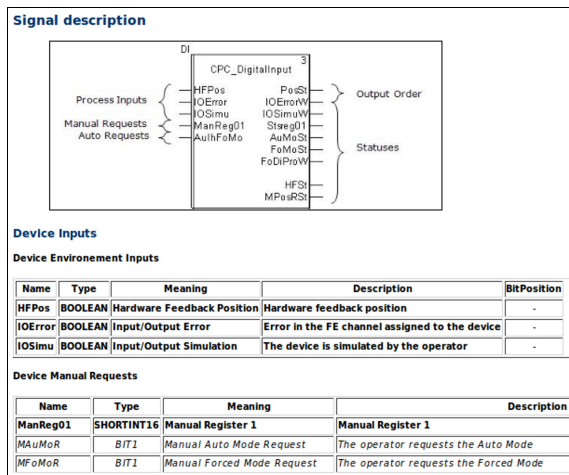 Signal description
DI
3
CPC_DigitalInput
HFPos PosSt
Process Inputs IOError IOErrorW Output Order
IOSimu IOSimuW
Manual Requests ManReg01 Stsreg01
Auto Requests AuIhFoMo AuMoSt Statuses
FoMoSt
FoDiProW
HFSt
MPosRSt
Device Inputs
Device Environement Inputs
Name Type Meaning Description BitPosition
HFPos BOOLEAN Hardware Feedback Position Hardware feedback position -
IOError BOOLEAN Input/Output Error Error in the FE channel assigned to the device -
IOSimu BOOLEAN Input/Output Simulation The device is simulated by the operator -
Device Manual Requests
Name Type Meaning Description
ManReg01 SHORTINT16 Manual Register 1 Manual Register 1
MAuMoR BIT1 Manual Auto Mode Request The operator requests the Auto Mode
MFoMoR BIT1 Manual Forced Mode Request The operator requests the Forced Mode